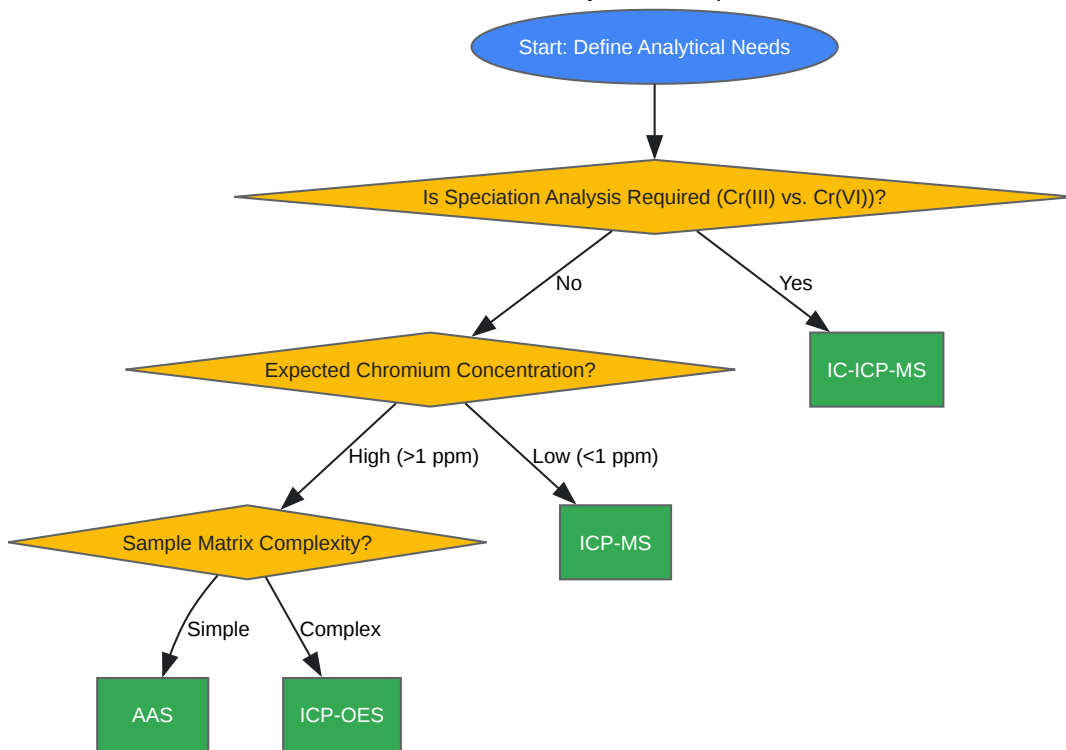 Start: Define Analytical Needs
Is Speciation Analysis Required (Cr(III) vs. Cr(VI))?
No
Yes
Expected Chromium Concentration?
IC-ICP-MS
High (>1 ppm)
Low (<1 ppm)
Sample Matrix Complexity?
ICP-MS
Simple
Complex
AAS
ICP-OES